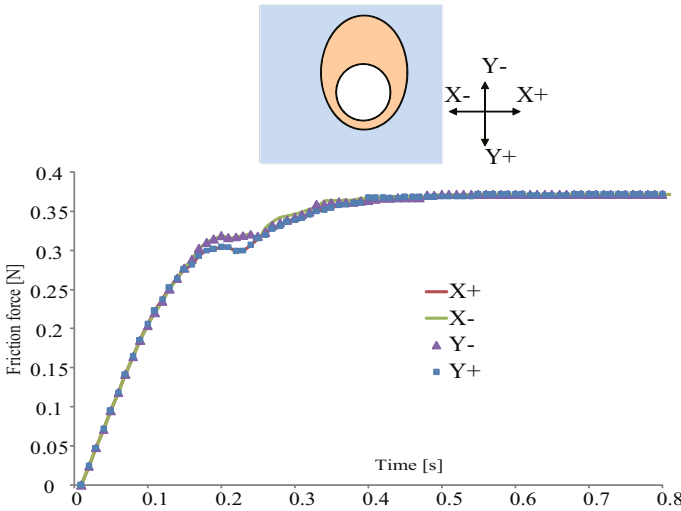 Y-
X- X+
Y+
0.4
0.35
0.3
0.25
0.2
0.15
0.1
0.05
0
Friction force [N]
X+
X-
Y-
Y+
Time [s]
0 0.1 0.2 0.3 0.4 0.5 0.6 0.7 0.8